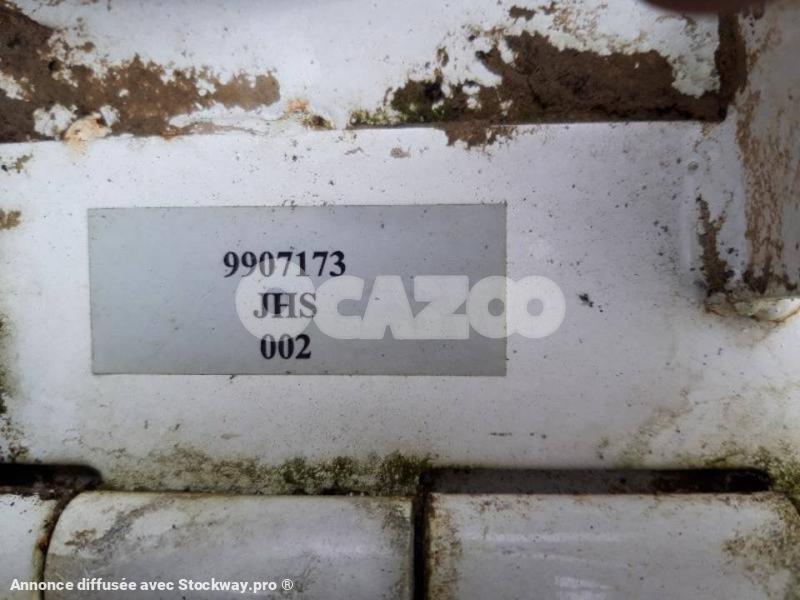 9907173
JHS
002
OCAZOO
Annonce diffusée avec Stockway.pro ®